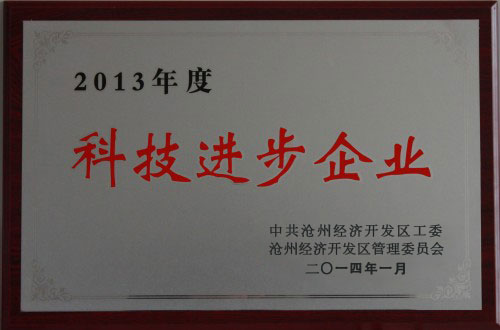 2013年度
科技进步企业
中共沧州经济开发区工委
沧州经济开发区管理委员会
二〇一四年一月